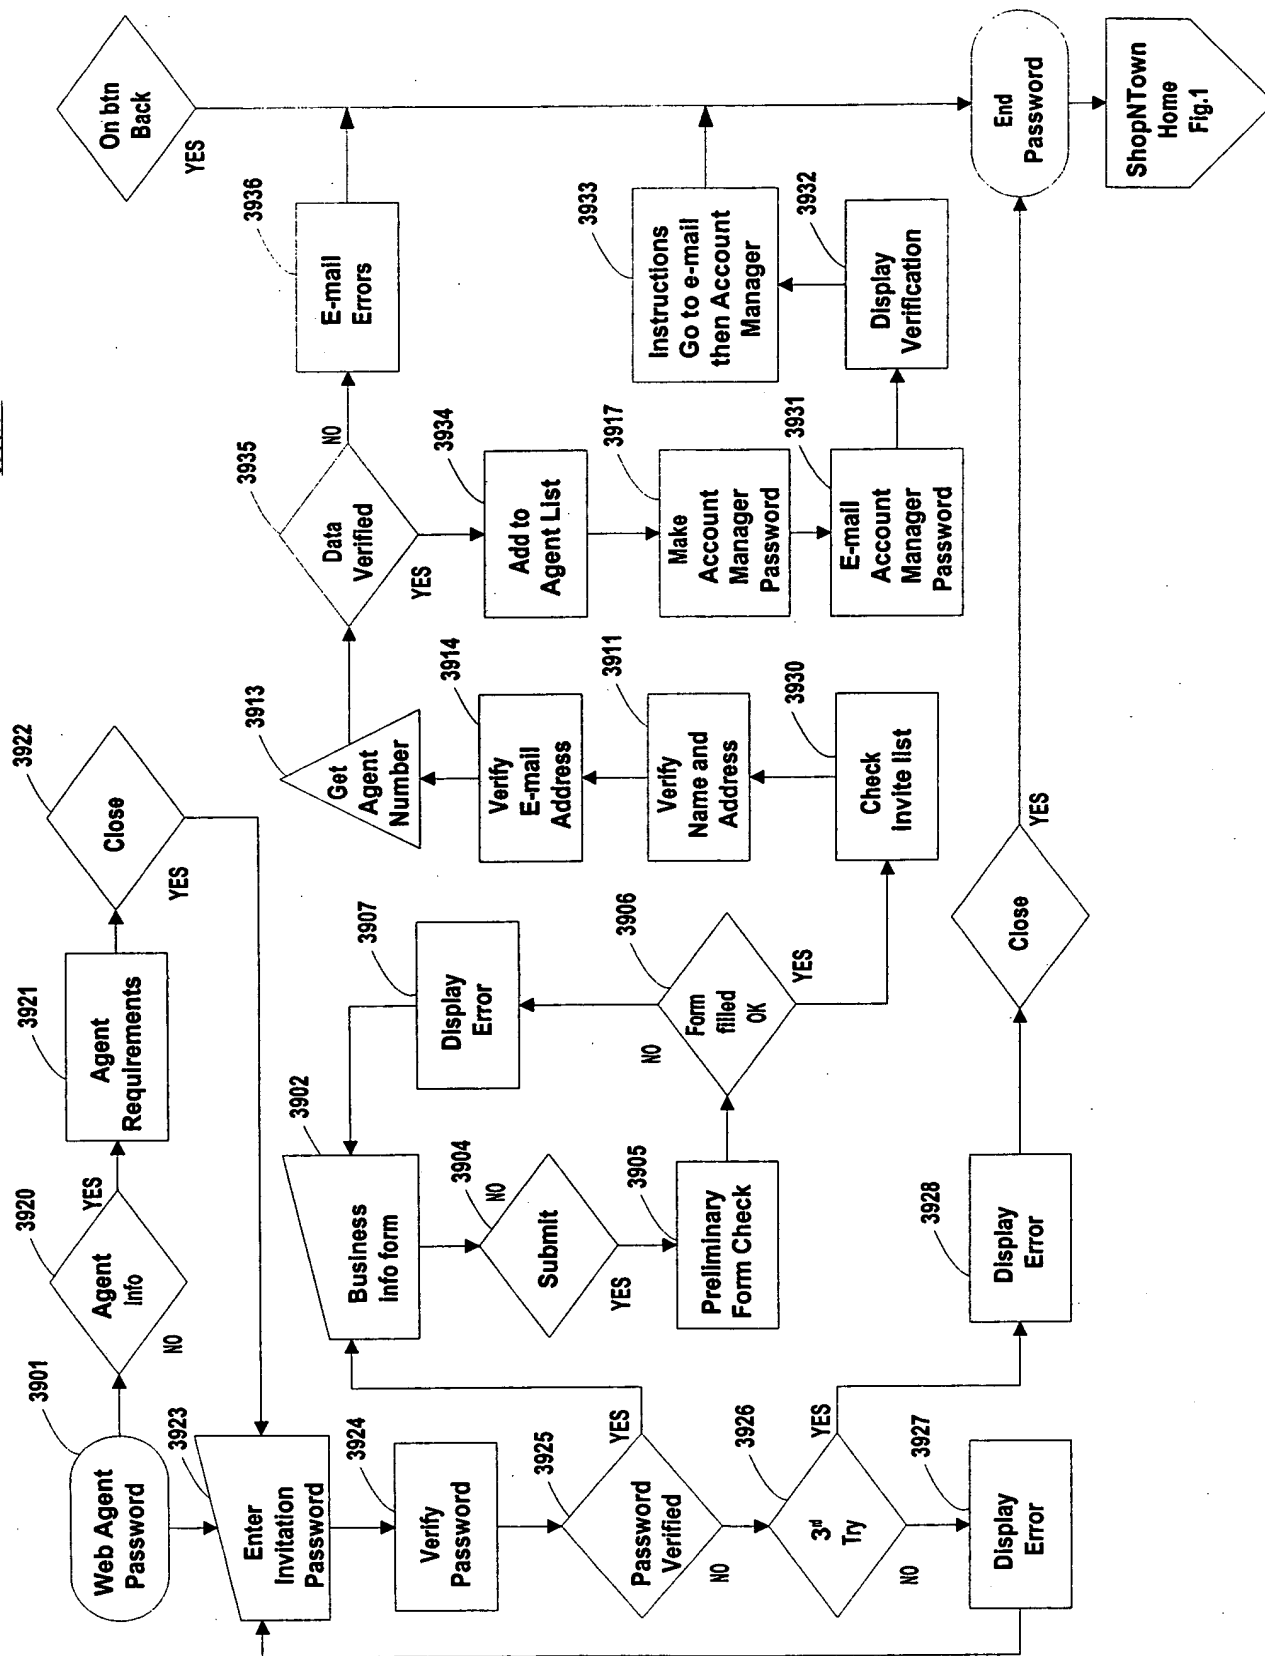 3901
Web Agent
Password
3920
Agent
Info
YES
NO
3921
Agent
Requirements
3922
Close
YES
On btn
Back
YES
3923
Enter
Invitation
Password
3924
Verify
Password
3925
Password
Verified
YES
NO
3926
3rd
Try
YES
NO
3927
Display
Error
3928
Display
Error
Close
YES
3902
Business
Info form
3904
Submit
NO
YES
3905
Preliminary
Form Check
3906
Form
filled
OK
NO
YES
3907
Display
Error
3930
Check
Invite list
3911
Verify
Name and
Address
3914
Verify
E-mail
Address
3913
Get
Agent
Number
3935
Data
Verified
NO
YES
3936
E-mail
Errors
3934
Add to
Agent List
3917
Make
Account
Manager
Password
3931
E-mail
Account
Manager
Password
3932
Display
Verification
3933
Instructions
Go to e-mail
then Account
Manager
End
Password
ShopNTown
Home
Fig.1